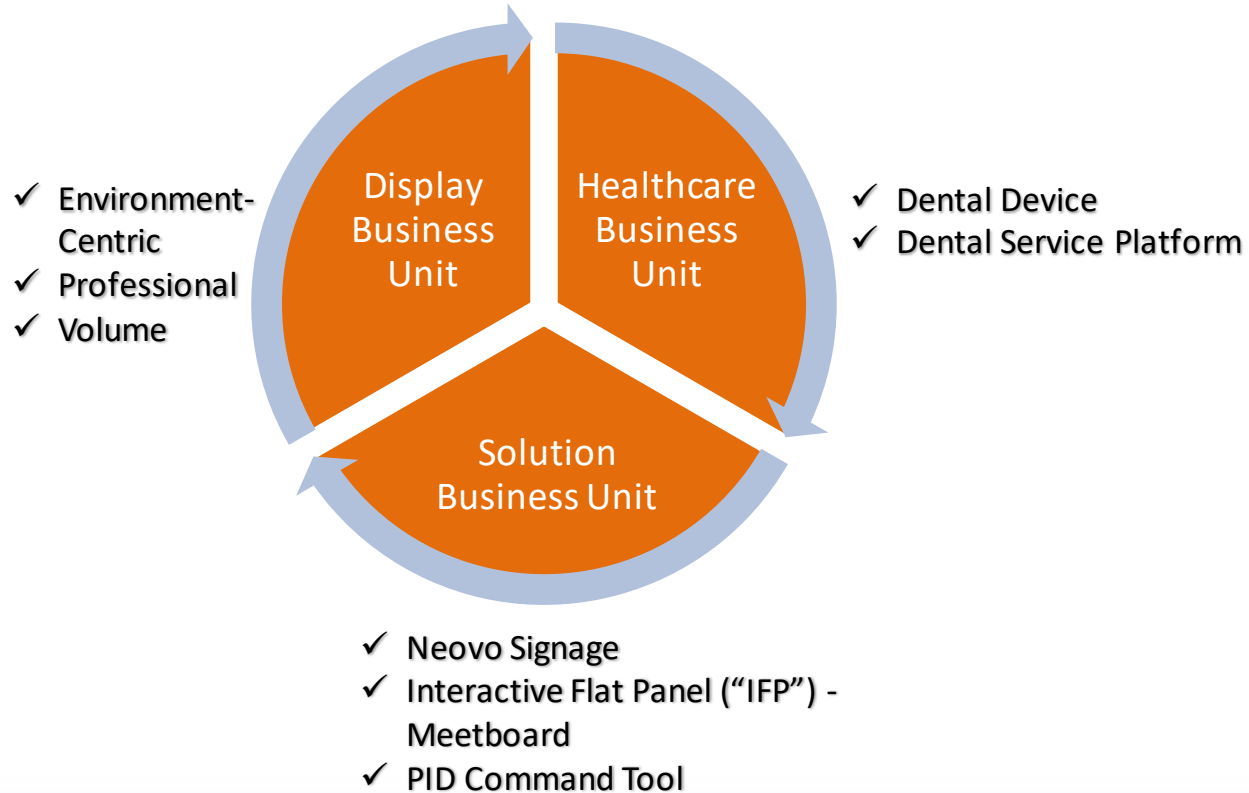 Display
Business
Unit
Healthcare
Business
Unit
Solution
Business Unit
✓ Environment-
Centric
✓ Professional
✓ Volume
✓ Dental Device
✓ Dental Service Platform
✓ Neovo Signage
✓ Interactive Flat Panel (“IFP”) -
Meetboard
✓ PID Command Tool